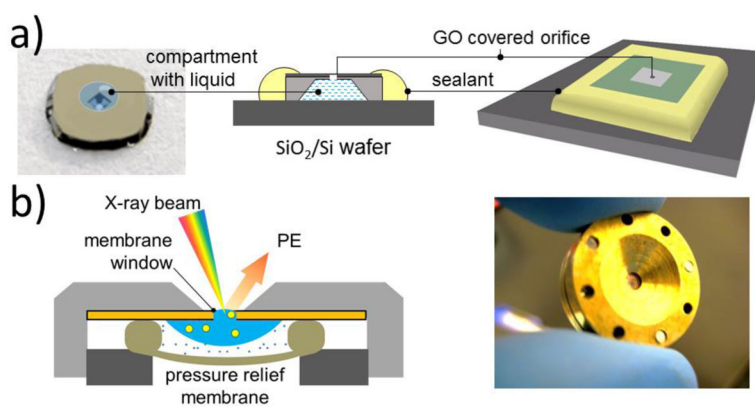 a)
compartment
with liquid
GO covered orifice
sealant
SiO₂/Si wafer
b)
X-ray beam
membrane
window
PE
pressure relief
membrane